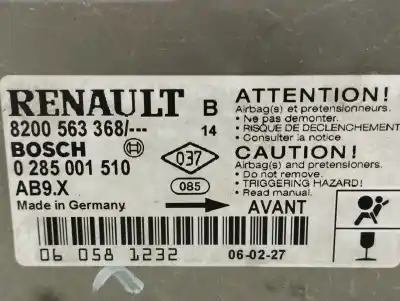 RENAULT B
8200 563 368/--- 14
BOSCH
0 285 001 510
AB9.X
Made in Germany
037
085
AVANT
ATTENTION!
Airbag(s) et pretensionneurs.
• Ne pas demonter.
• RISQUE DE DECLENCHEMENT
• Consulter la notice.
CAUTION!
Airbag(s) and pretensioners.
• Do not remove.
• TRIGGERING HAZARD!
• Read manual.
06 058 1232
06-02-27